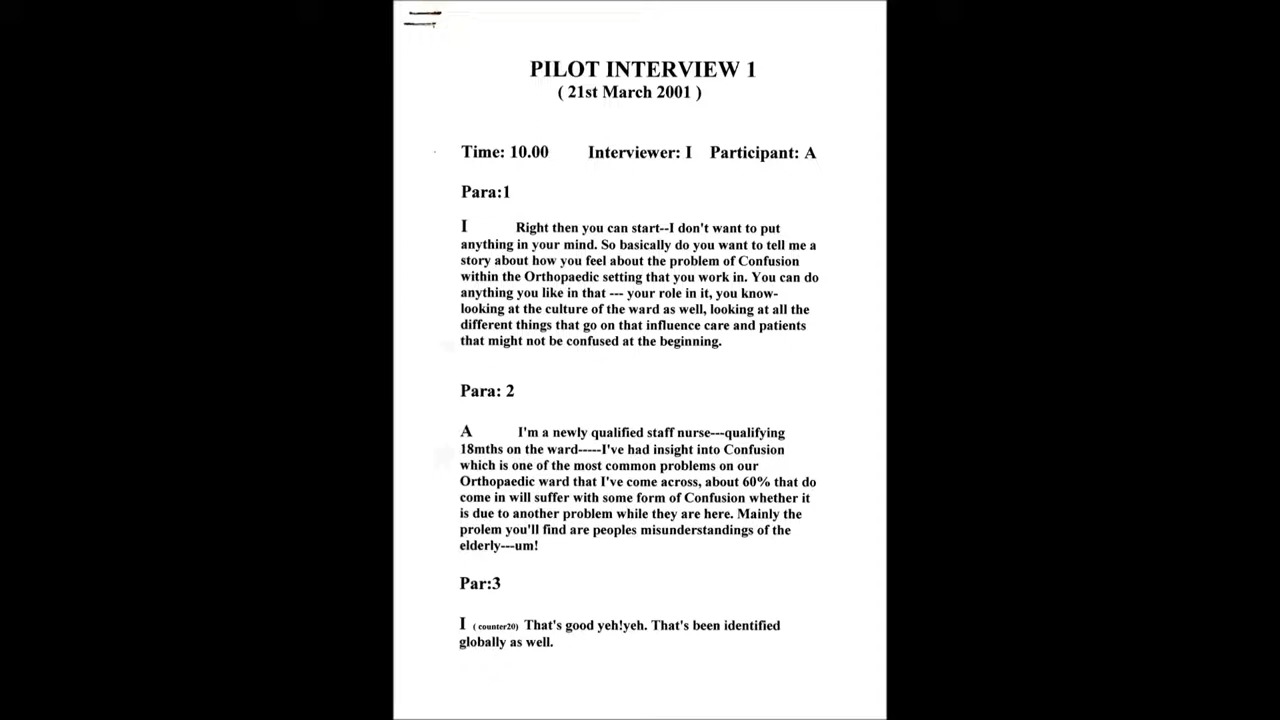 PILOT INTERVIEW 1
( 21st March 2001 )
Time: 10.00 Interviewer: I Participant: A
Para:1
I Right then you can start--I don't want to put
anything in your mind. So basically do you want to tell me a
story about how you feel about the problem of Confusion
within the Orthopaedic setting that you work in. You can do
anything you like in that --- your role in it, you know-
looking at the culture of the ward as well, looking at all the
different things that go on that influence care and patients
that might not be confused at the beginning.
Para: 2
A I'm a newly qualified staff nurse---qualifying
18mths on the ward-----I've had insight into Confusion
which is one of the most common problems on our
Orthopaedic ward that I've come across, about 60% that do
come in will suffer with some form of Confusion whether it
is due to another problem while they are here. Mainly the
prolem you'll find are peoples misunderstandings of the
elderly---um!
Par:3
I ( counter20) That's good yeh!yeh. That's been identified
globally as well.